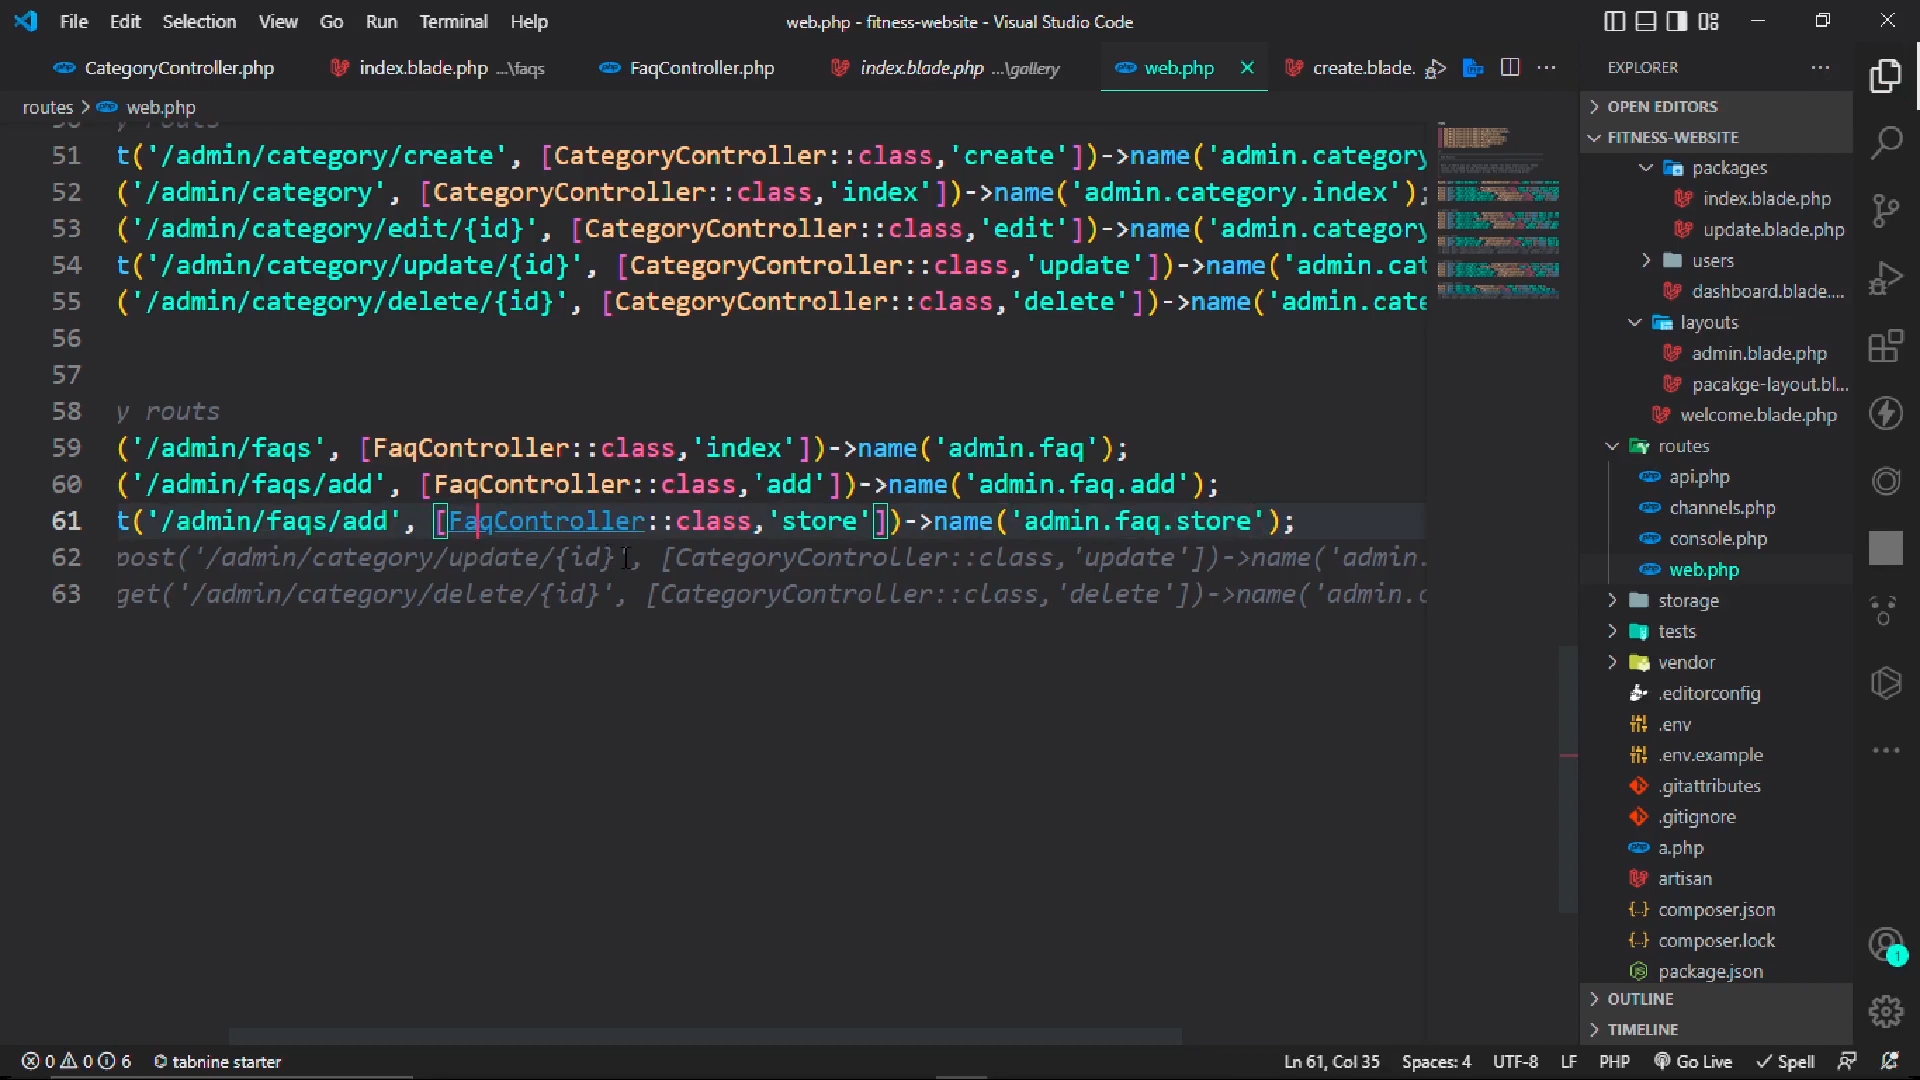 File Edit Selection View Go Run Terminal Help
web.php - fitness-website - Visual Studio Code
CategoryController.php index.blade.php ...\faqs FaqController.php index.blade.php ...\gallery web.php create.blade.
routes > web.php
y routs
51 t('/admin/category/create', [CategoryController::class,'create'])->name('admin.category
52 ('/admin/category', [CategoryController::class,'index'])->name('admin.category.index');
53 ('/admin/category/edit/{id}', [CategoryController::class,'edit'])->name('admin.category
54 t('/admin/category/update/{id}', [CategoryController::class,'update'])->name('admin.cat
55 ('/admin/category/delete/{id}', [CategoryController::class,'delete'])->name('admin.cate
56
57
58 y routs
59 ('/admin/faqs', [FaqController::class,'index'])->name('admin.faq');
60 ('/admin/faqs/add', [FaqController::class,'add'])->name('admin.faq.add');
61 t('/admin/faqs/add', [FaqController::class,'store'])->name('admin.faq.store');
62 post('/admin/category/update/{id}', [CategoryController::class,'update'])->name('admin.
63 get('/admin/category/delete/{id}', [CategoryController::class,'delete'])->name('admin.c
EXPLORER
OPEN EDITORS
FITNESS-WEBSITE
packages
index.blade.php
update.blade.php
users
dashboard.blade....
layouts
admin.blade.php
pacakge-layout.bl...
welcome.blade.php
routes
api.php
channels.php
console.php
web.php
storage
tests
vendor
.editorconfig
.env
.env.example
.gitattributes
.gitignore
a.php
artisan
composer.json
composer.lock
package.json
OUTLINE
TIMELINE
1
0 0 6 tabnine starter
Ln 61, Col 35 Spaces: 4 UTF-8 LF PHP Go Live Spell